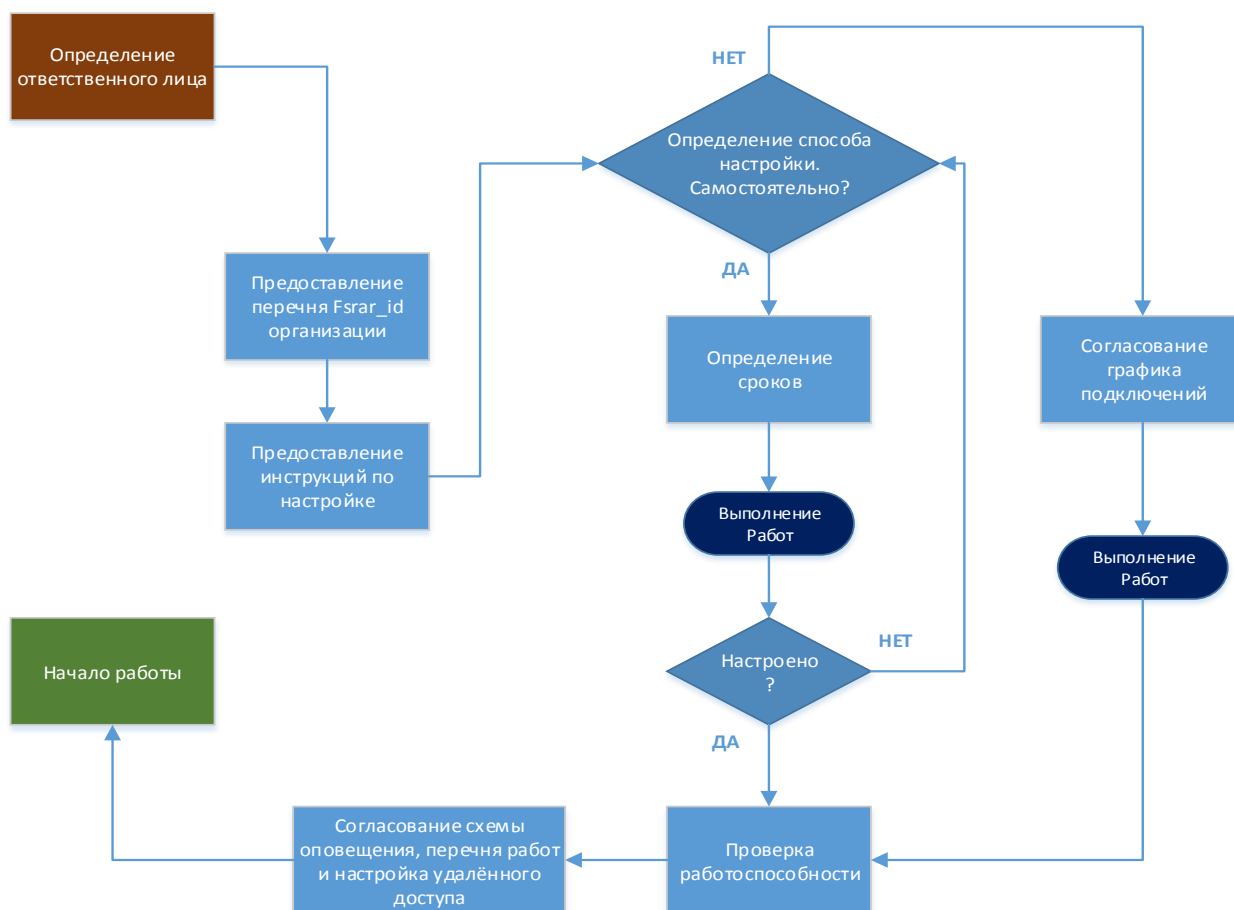 Определение
ответственного лица
Предоставление
перечня Fsrar_id
организации
Предоставление
инструкций по
настройке
НЕТ
Определение способа
настройки.
Самостоятельно?
ДА
Определение
сроков
Выполнение
Работ
Настроено
?
НЕТ
ДА
Согласование
графика
подключений
Выполнение
Работ
Проверка
работоспособности
Согласование схемы
оповещения, перечня работ
и настройка удалённого
доступа
Начало работы